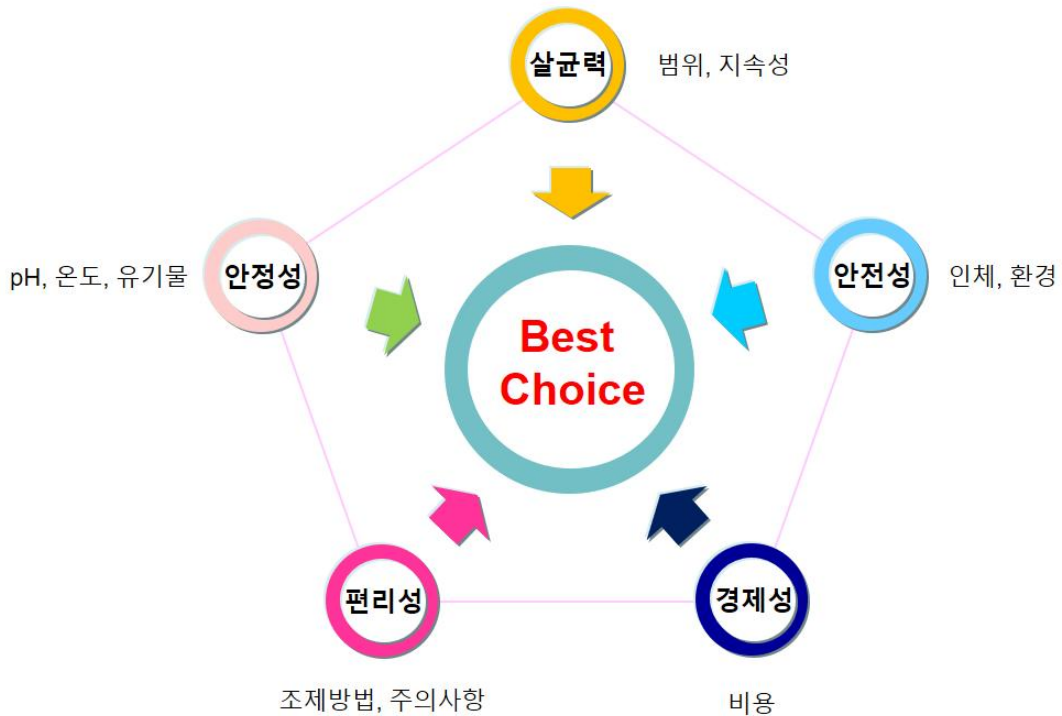 살균력
범위, 지속성
pH, 온도, 유기물
안정성
안전성
인체, 환경
Best
Choice
편리성
경제성
조제방법, 주의사항
비용